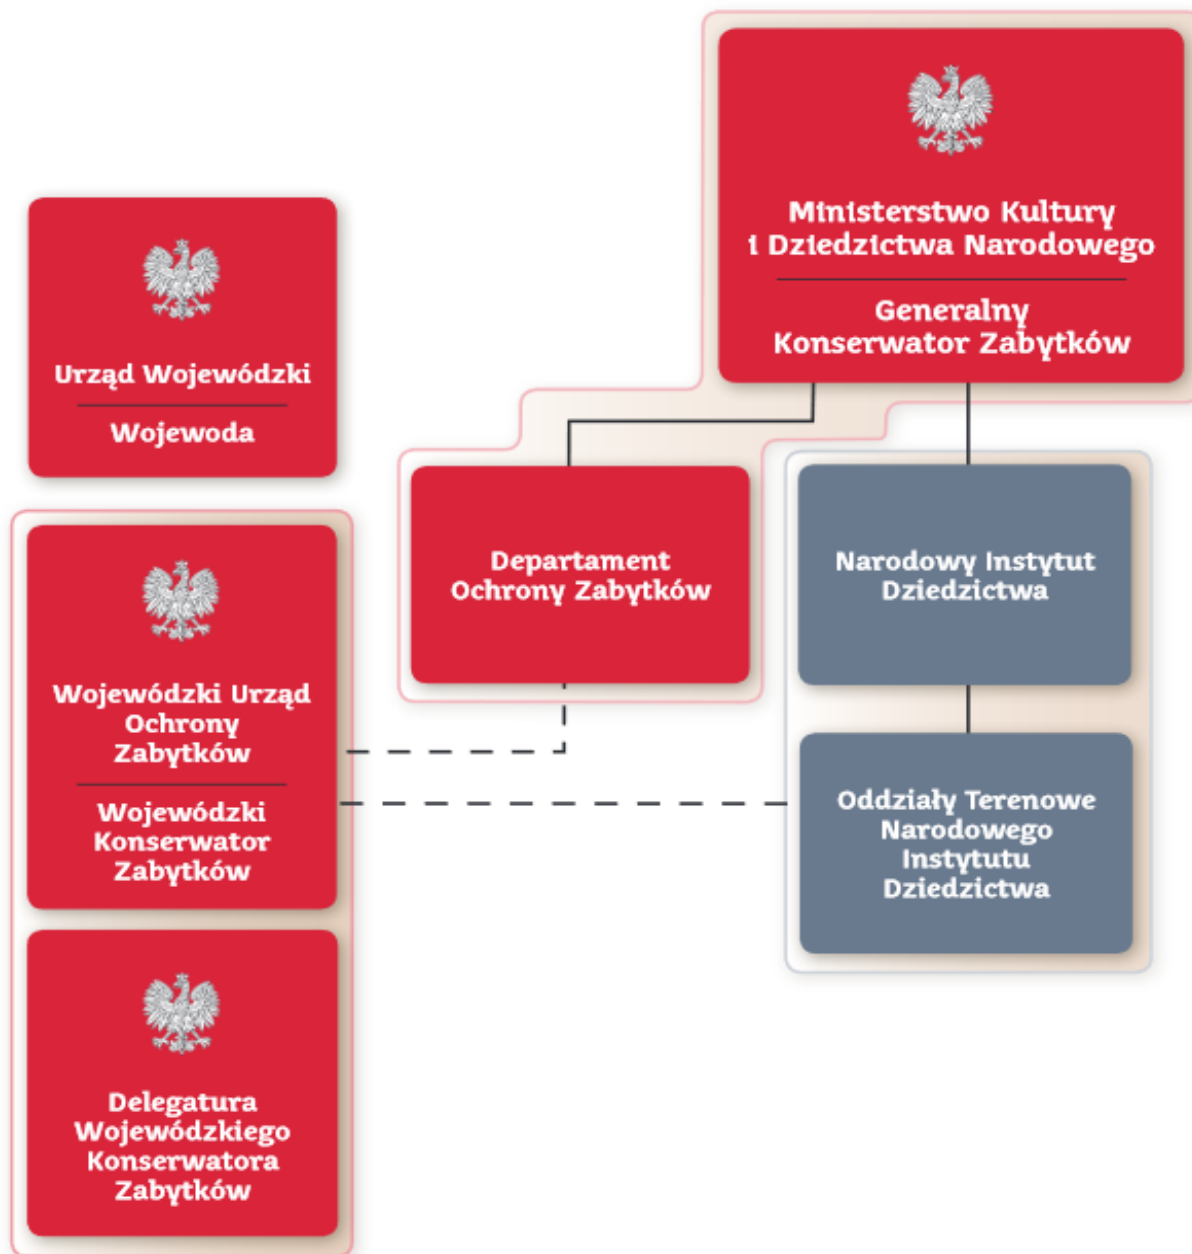 Ministerstwo Kultury
i Dziedzictwa Narodowego
Generalny
Konserwator Zabytków
Urząd Wojewódzki
Wojewoda
Departament
Ochrony Zabytków
Narodowy Instytut
Dziedzictwa
Wojewódzki Urząd
Ochrony
Zabytków
Wojewódzki
Konserwator
Zabytków
Oddziały Terenowe
Narodowego
Instytutu
Dziedzictwa
Delegatura
Wojewódzkiego
Konserwatora
Zabytków